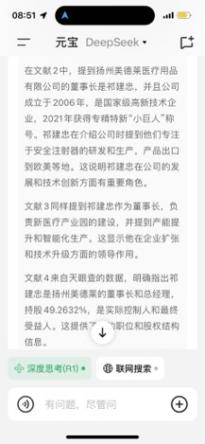 08:51
元宝 DeepSeek
在文献2中，提到扬州美德莱医疗用品
有限公司的董事长是祁建忠，并且公司
成立于2006年，是国家级高新技术企
业，2021年获得专精特新“小巨人”称
号。祁建忠在介绍公司时提到他们专注
于安全注射器的研发和生产，产品出口
到欧美等地。这说明祁建忠在公司的发
展和技术创新方面有重要角色。
文献3同样提到祁建忠作为董事长，负
责新医疗产业园的建设，并提到产能提
升和智能化生产。这显示他在企业扩张
和技术升级方面的领导作用。
文献4来自天眼查的数据，明确指出祁
建忠是扬州美德莱的董事长和总经理，
持股49.2632%，是实际控制人和最终
受益人。这提供了
的职位和股权结构
信息。
深度思考(R1)
联网搜索
有问题，尽管问